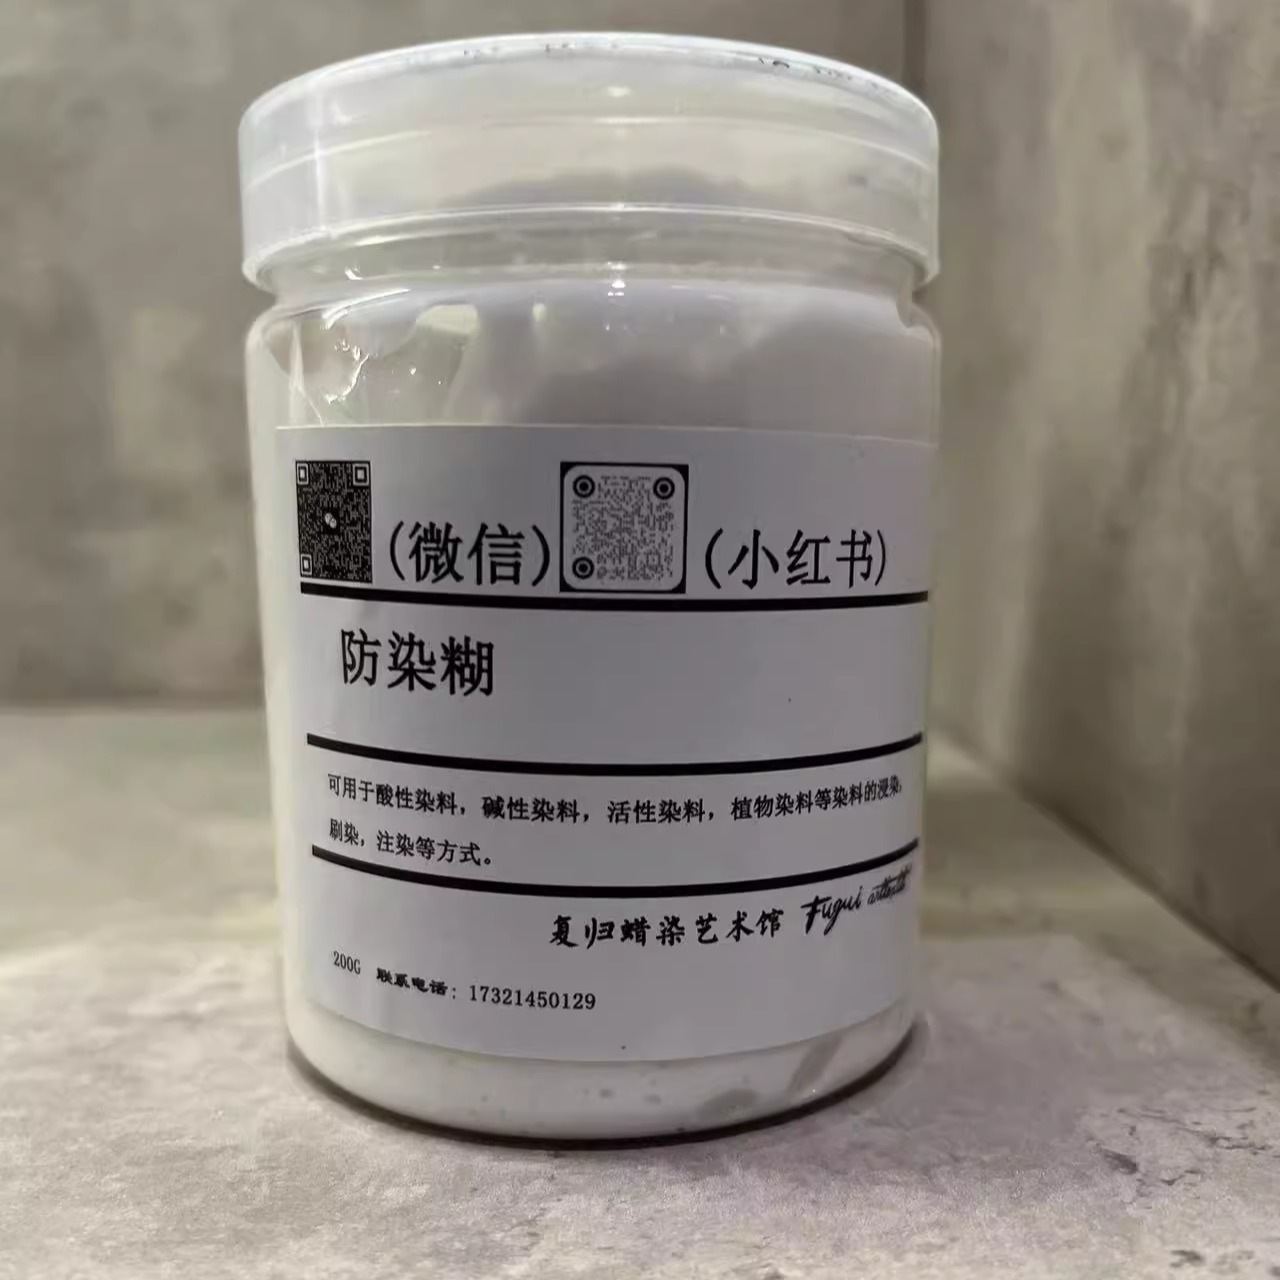 (微信) (小红书)
防染糊
可用于酸性染料，碱性染料，活性染料，植物染料等染料的浸染，
刷染，注染等方式。
复归蜡染艺术馆 Fugui
200G 联系电话：17321450129